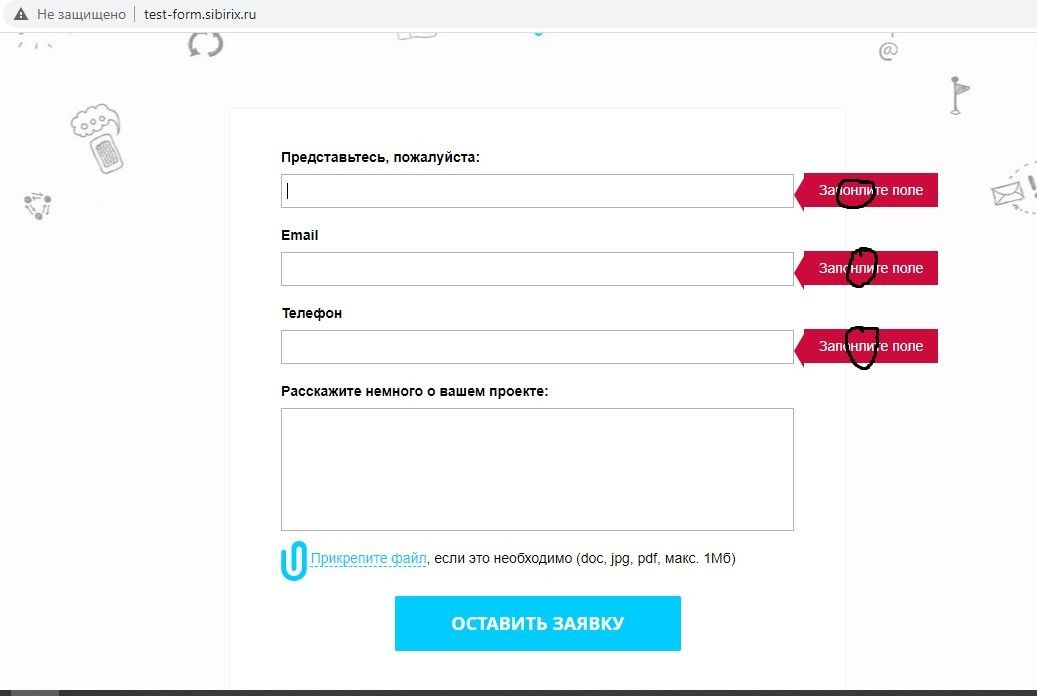 Не защищено test-form.sibirix.ru
@
Представьтесь, пожалуйста:
Запонлите поле
Email
Запонлите поле
Телефон
Запонлите поле
Расскажите немного о вашем проекте:
Прикрепите файл, если это необходимо (doc, jpg, pdf, макс. 1Мб)
ОСТАВИТЬ ЗАЯВКУ